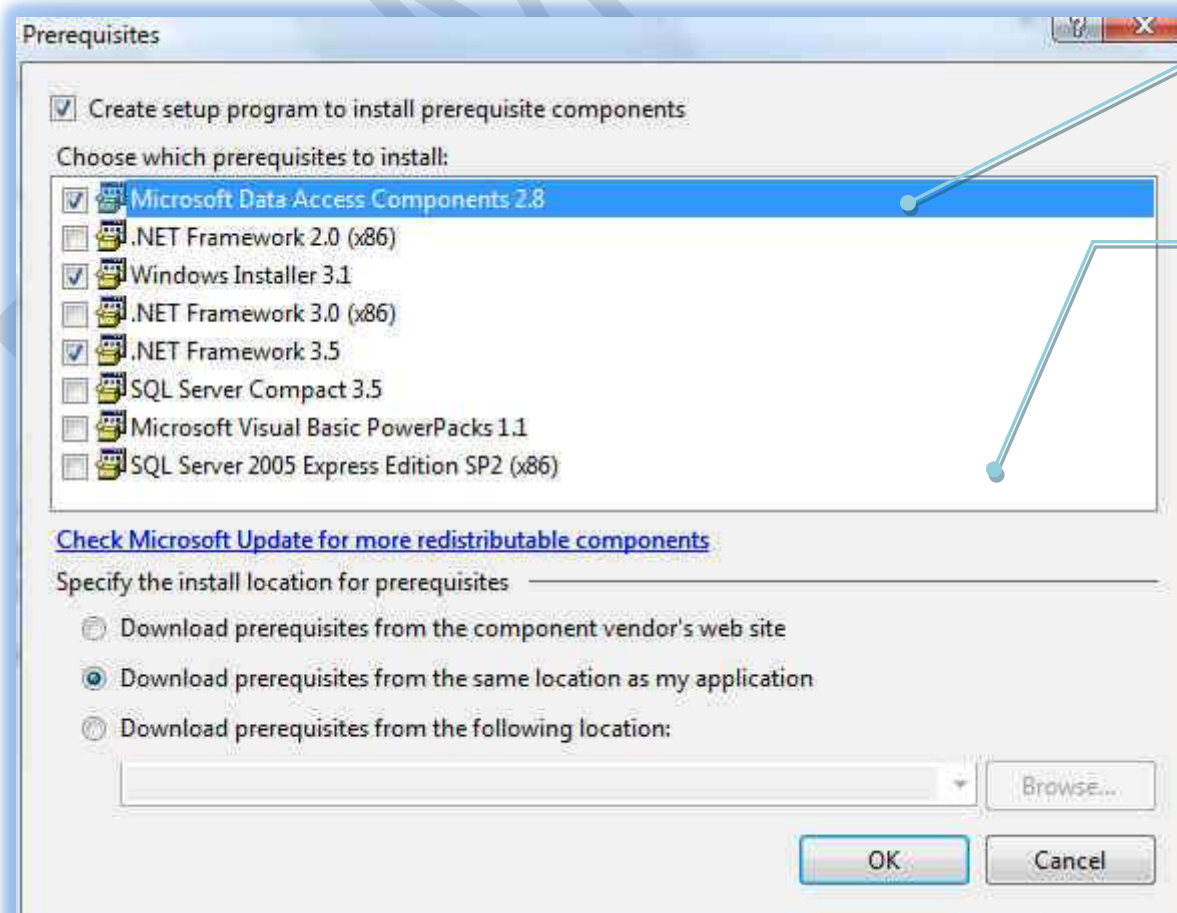 Prerequisites
Create setup program to install prerequisite components
Choose which prerequisites to install:
Microsoft Data Access Components 2.8
.NET Framework 2.0 (x86)
Windows Installer 3.1
.NET Framework 3.0 (x86)
.NET Framework 3.5
SQL Server Compact 3.5
Microsoft Visual Basic PowerPacks 1.1
SQL Server 2005 Express Edition SP2 (x86)
Check Microsoft Update for more redistributable components
Specify the install location for prerequisites
Download prerequisites from the component vendor's web site
Download prerequisites from the same location as my application
Download prerequisites from the following location:
Browse...
OK Cancel